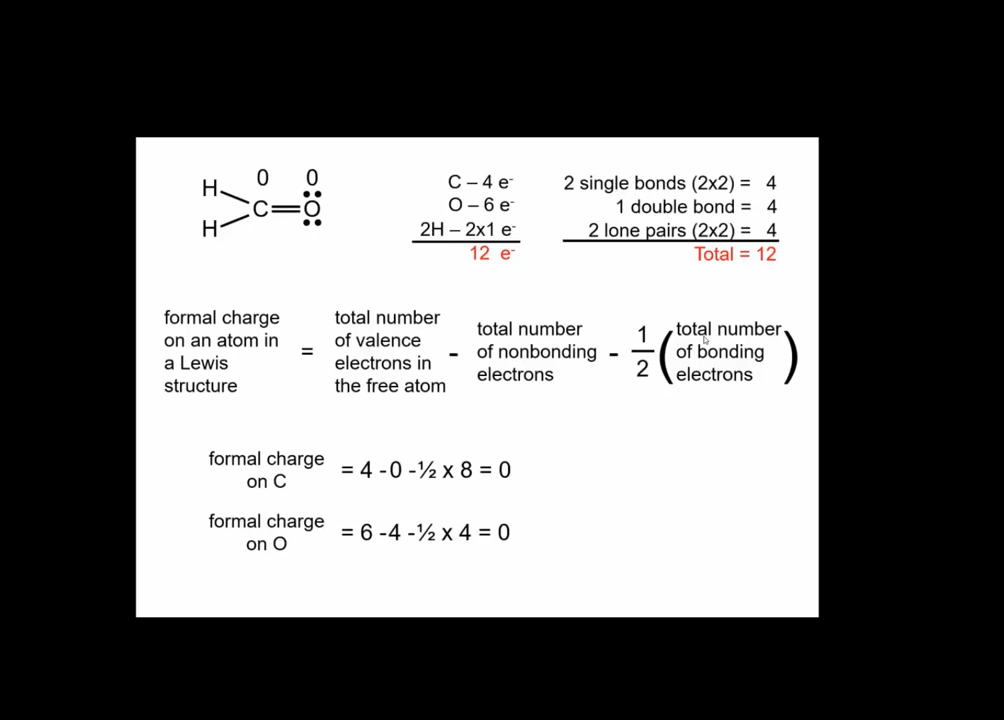 H
H
C
O
0 0
C – 4 e⁻
O – 6 e⁻
2H – 2x1 e⁻
12 e⁻
2 single bonds (2x2) = 4
1 double bond = 4
2 lone pairs (2x2) = 4
Total = 12
formal charge
on an atom in
a Lewis
structure
=
total number
of valence
electrons in
the free atom
-
total number
of nonbonding
electrons
-
1
2
(
total number
of bonding
electrons
)
formal charge
on C
= 4 -0 -½ x 8 = 0
formal charge
on O
= 6 -4 -½ x 4 = 0